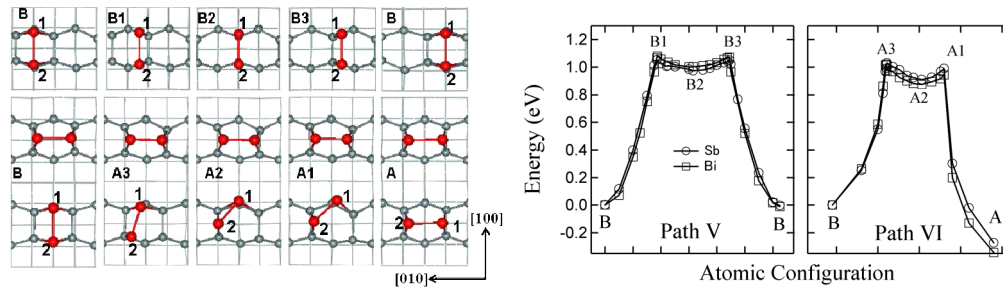 B B1 B2 B3 B
1 1 1 1 1
2 2 2 2 2
B A3 A2 A1 A
1 1 1 1
2 2 2 2 2 1
[100]
[010]
Energy (eV)
1.2
1.0
0.8
0.6
0.4
0.2
0.0
-0.2
B1 B3
B2
Sb
Bi
B B
Path V
A3 A1
A2
B A
Path VI
Atomic Configuration